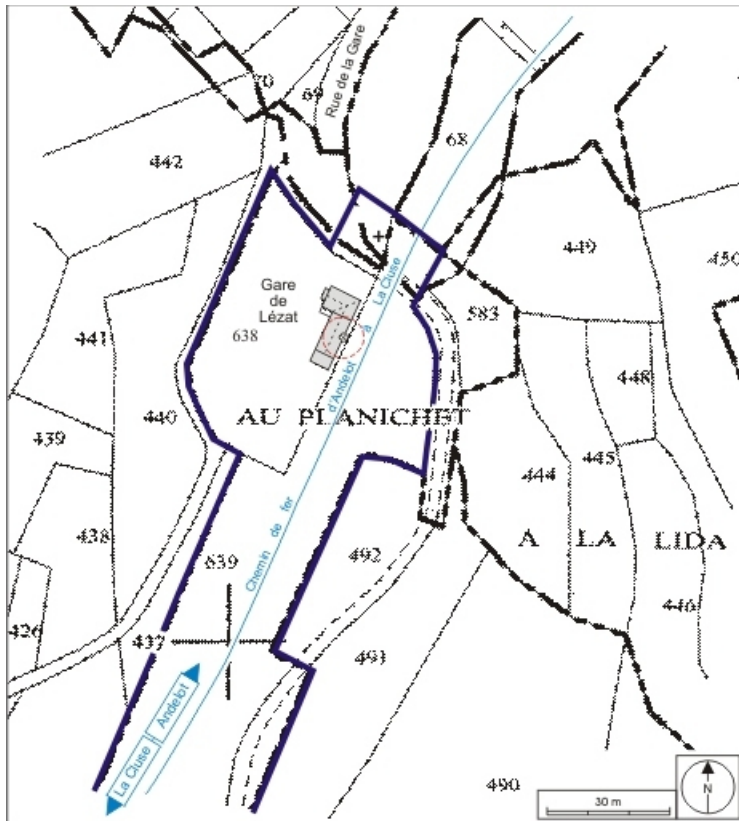 70
69
Rue de la Gare
68
442
449
450
Gare
de
Lézat
638
583
441
448
AU PLANICHET
440
439
444
445
438
639
492
A LA LIDA
446
426
437
491
Chemin de fer d'Andelot à La Cluse
Andelot
La Cluse
490
30 m
N